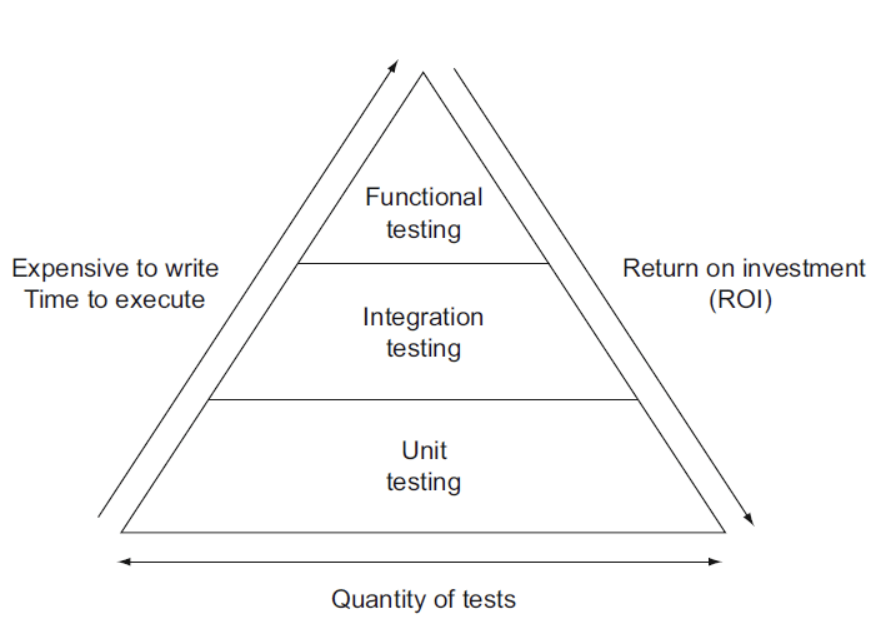 Functional
testing
Expensive to write
Time to execute
Return on investment
(ROI)
Integration
testing
Unit
testing
Quantity of tests